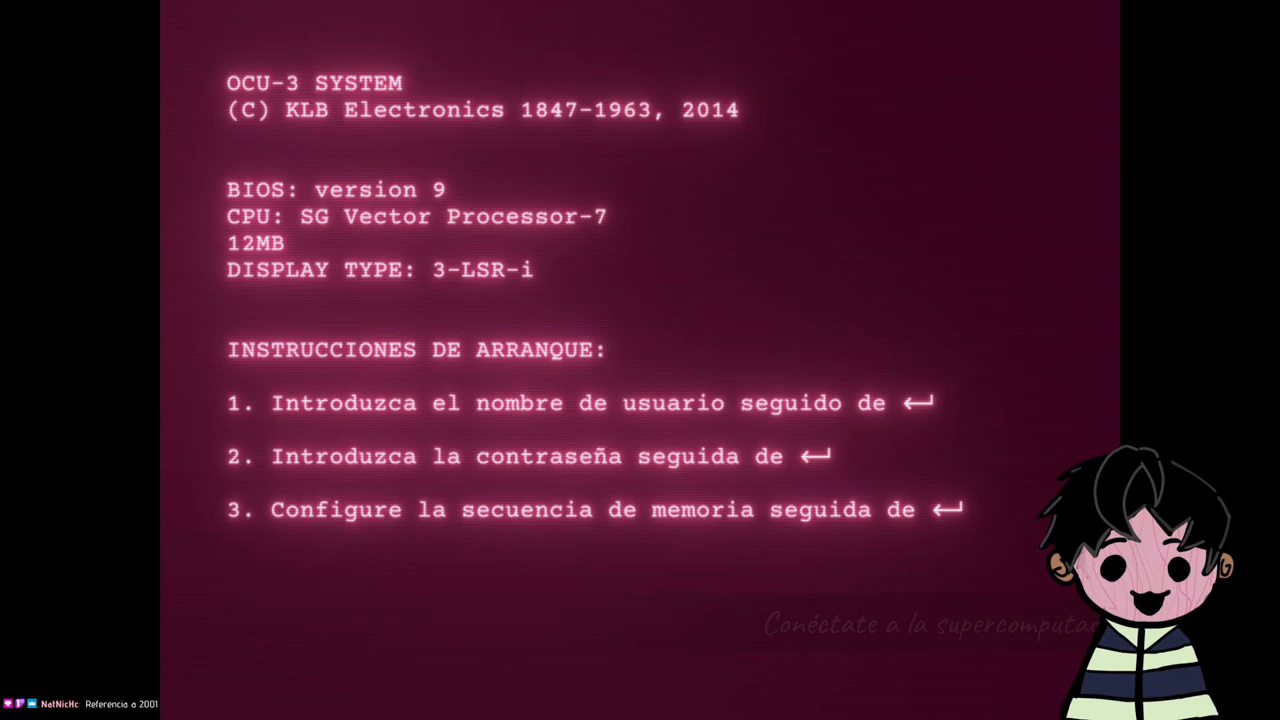 OCU-3 SYSTEM
(C) KLB Electronics 1847-1963, 2014
BIOS: version 9
CPU: SG Vector Processor-7
12MB
DISPLAY TYPE: 3-LSR-i
INSTRUCCIONES DE ARRANQUE:
1. Introduzca el nombre de usuario seguido de ↵
2. Introduzca la contraseña seguida de ↵
3. Configure la secuencia de memoria seguida de ↵
Conéctate a la
NatNicHc: Referencia a 2001